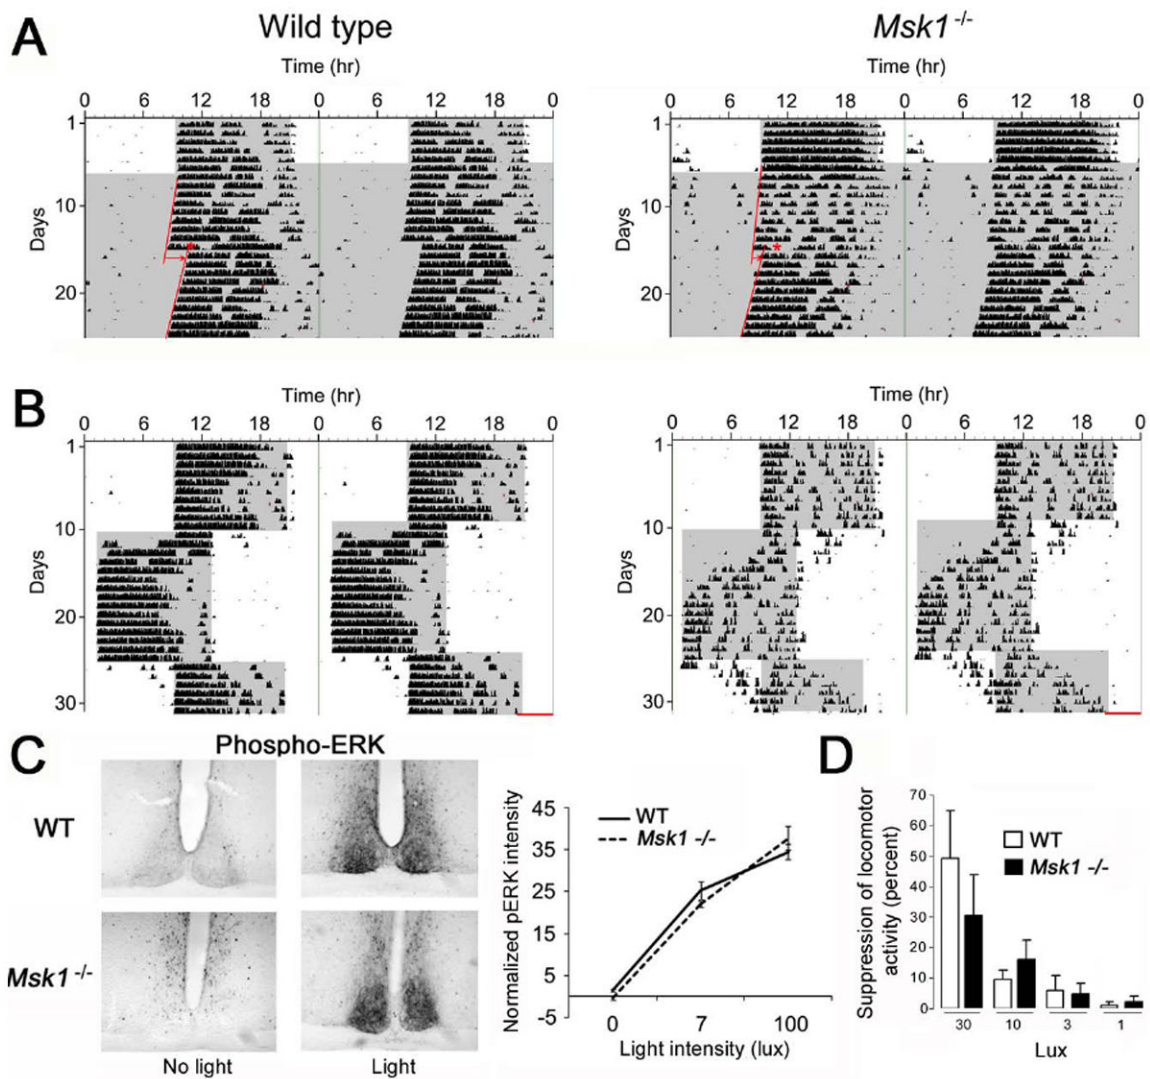 A
Wild type
Msk1 -/-
Time (hr)
Time (hr)
0 6 12 18 0 6 12 18 0
0 6 12 18 0 6 12 18 0
Days
1
10
20
*
Days
1
10
20
*
B
Time (hr)
Time (hr)
0 6 12 18 0 6 12 18 0
0 6 12 18 0 6 12 18 0
Days
1
10
20
30
Days
1
10
20
30
C
Phospho-ERK
WT
Msk1 -/-
No light
Light
Normalized pERK intensity
45
35
25
15
5
-5
WT
Msk1 -/-
0 7 100
Light intensity (lux)
D
Suppression of locomotor
activity (percent)
70
60
50
40
30
20
10
0
WT
Msk1 -/-
30 10 3 1
Lux